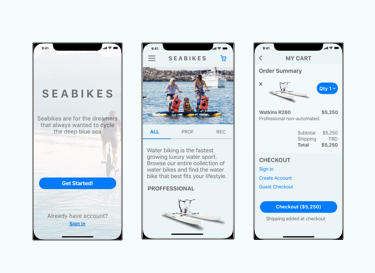 9:41
SEABIKES
Seabikes are for the dreamers
that always wanted to cycle
the deep blue sea.
Get Started!
Already have account?
Sign in
9:41
SEABIKES
ALL PROF REC
Water biking is the fastest
growing luxury water sport.
Browse our entire collection
of water bikes and find the water
bike that best fits your lifestyle.
PROFFESIONAL
9:41
MY CART
Order Summary
Qty 1
Watkins R280 $5,250
Professional non-automated.
Subtotal $5,250
Shipping TBD
Total $5,250
CHECKOUT
Sign in
Create Account
Guest Checkout
Checkout ($5,250)
Shipping added at checkout